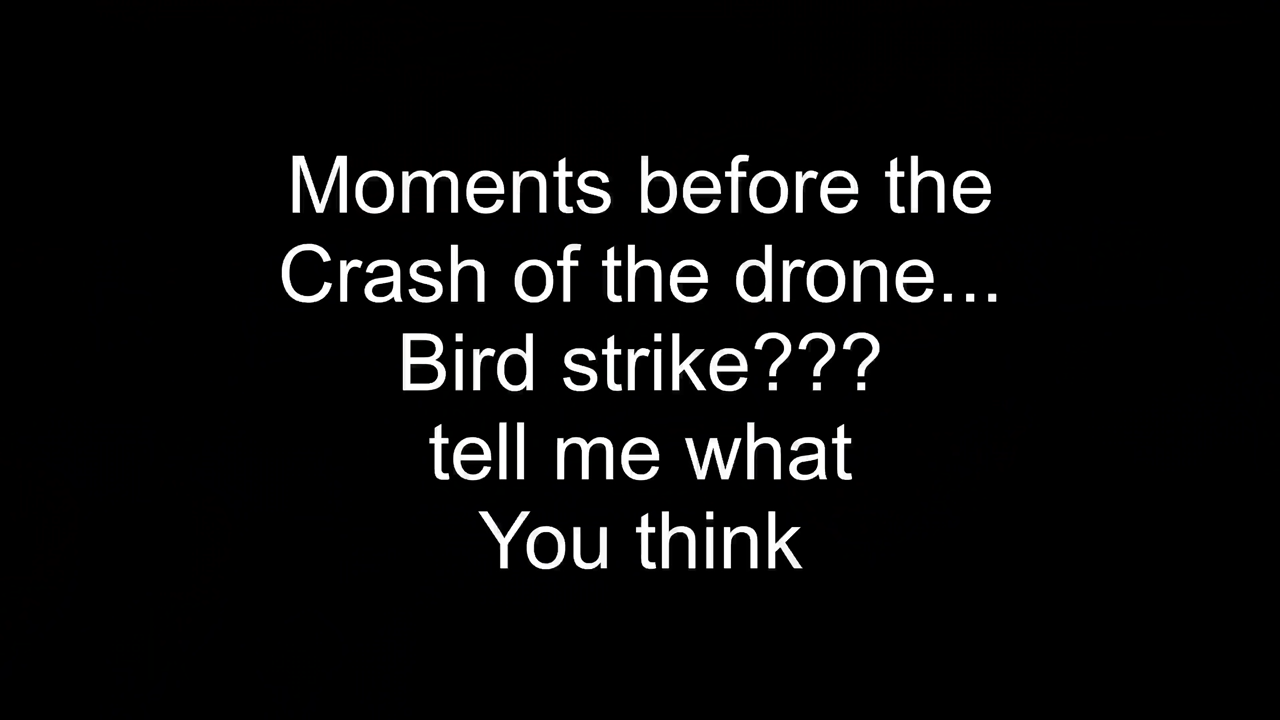 Moments before the
Crash of the drone...
Bird strike???
tell me what
You think